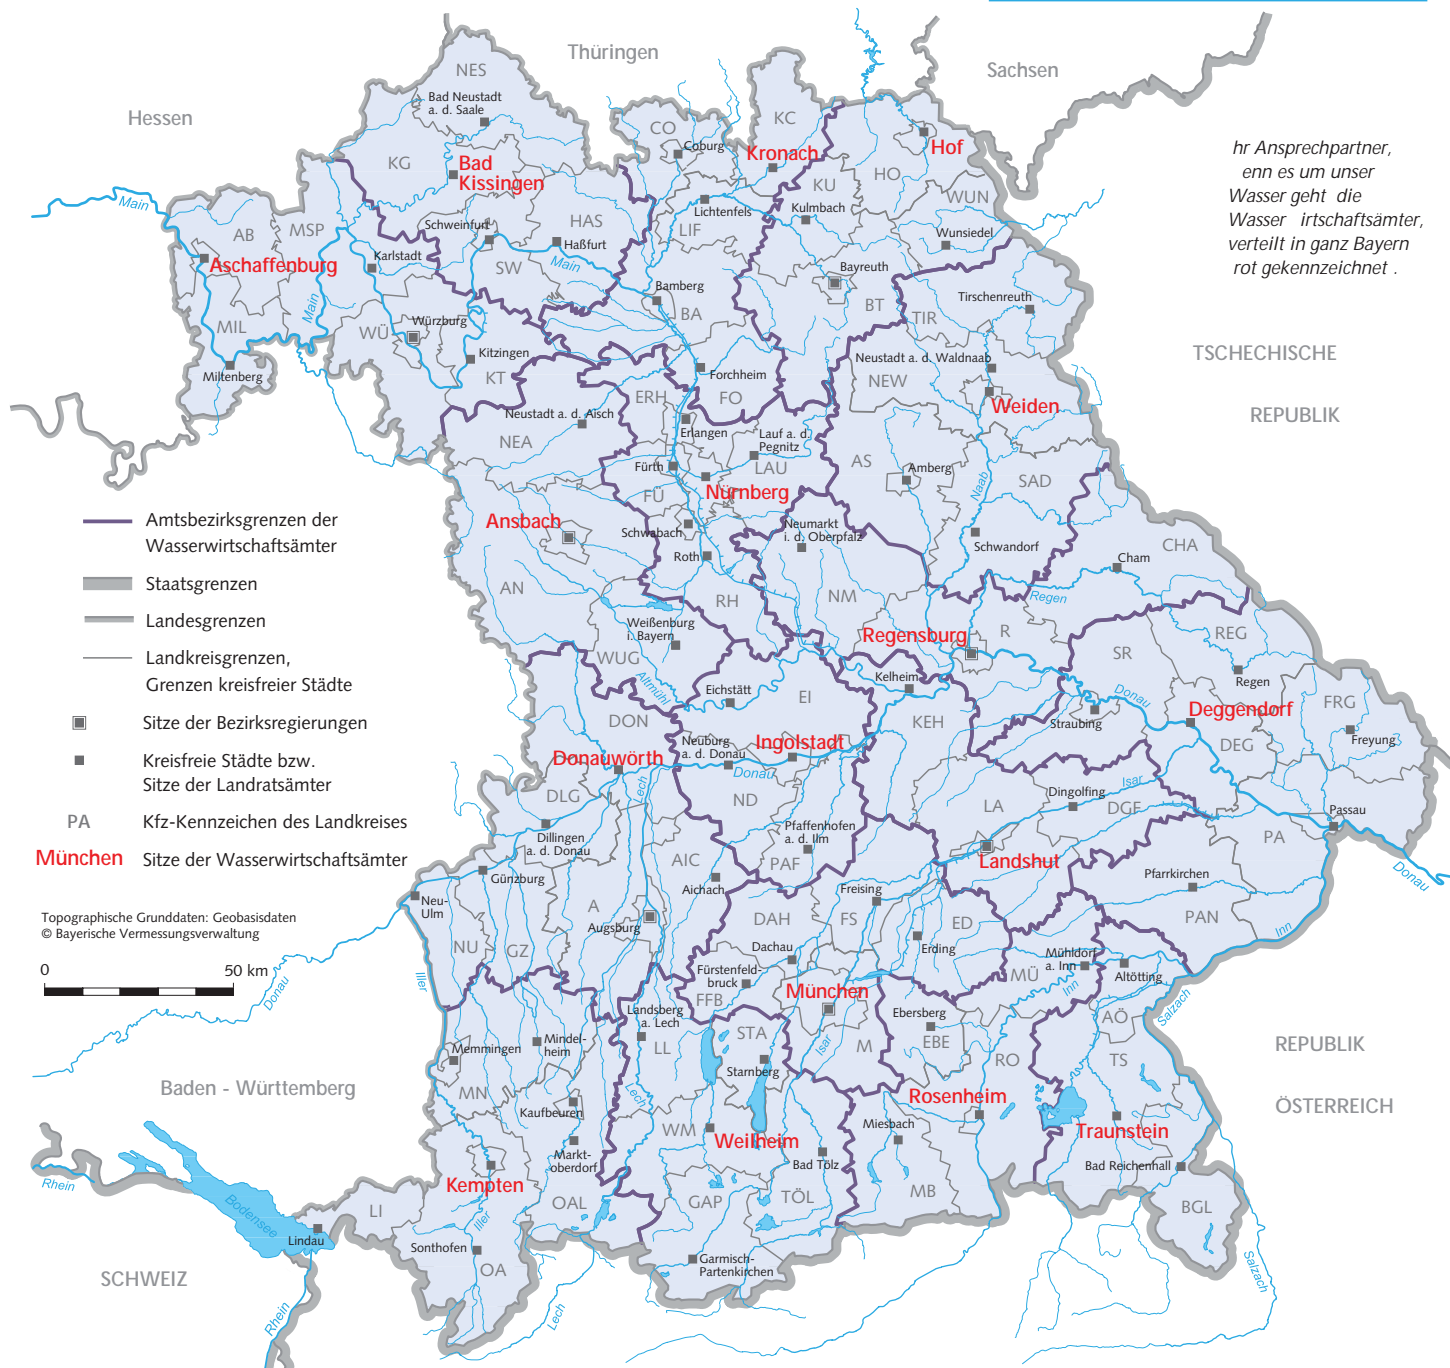 Thüringen
Sachsen
Hessen
hr Ansprechpartner,
enn es um unser
Wasser geht die
Wasser irtschaftsämter,
verteilt in ganz Bayern
rot gekennzeichnet .
TSCHECHISCHE
REPUBLIK
REPUBLIK
ÖSTERREICH
Baden - Württemberg
SCHWEIZ
NES
Bad Neustadt
a. d. Saale
KG
Bad
Kissingen
CO
Coburg
KC
Kronach
Hof
HO
KU
Kulmbach
WUN
Wunsiedel
Lichtenfels
LIF
HAS
Haßfurt
Schweinfurt
SW
Main
Main
Main
AB
MSP
Aschaffenburg
Karlstadt
MIL
Miltenberg
WÜ
Würzburg
Kitzingen
KT
Bamberg
BA
Bayreuth
BT
TIR
Tirschenreuth
Neustadt a. d. Waldnaab
NEW
Weiden
Forchheim
FO
ERH
Erlangen
Neustadt a. d. Aisch
NEA
Lauf a. d.
Pegnitz
LAU
Fürth
FÜ
Nürnberg
AS
Amberg
Naab
SAD
Schwandorf
Ansbach
AN
Schwabach
Roth
RH
Neumarkt
i. d. Oberpfalz
NM
CHA
Cham
Regen
Regensburg
R
Weißenburg
i. Bayern
WUG
Altmühl
Eichstätt
EI
Kelheim
KEH
SR
Straubing
Donau
REG
Regen
FRG
Freyung
Deggendorf
DEG
DON
Donauwörth
Neuburg
a. d. Donau
Donau
Ingolstadt
ND
Lech
DLG
Dillingen
a. d. Donau
Pfaffenhofen
a. d. Ilm
PAF
LA
Dingolfing
DGF
Isar
Landshut
Passau
PA
Donau
Pfarrkirchen
PAN
Inn
Günzburg
Neu-
Ulm
NU
GZ
A
Augsburg
AIC
Aichach
DAH
Dachau
Freising
FS
ED
Erding
Fürstenfeld-
bruck
FFB
München
M
Isar
Ebersberg
EBE
Mühldorf
a. Inn
MÜ
Inn
Altötting
AÖ
Salzach
Donau
Iller
Memmingen
MN
Mindel-
heim
Kaufbeuren
Markt-
oberdorf
OAL
Landsberg
a. Lech
LL
Lech
STA
Starnberg
WM
Weilheim
Bad Tölz
TÖL
GAP
Garmisch-
Partenkirchen
Miesbach
MB
Rosenheim
RO
TS
Traunstein
Bad Reichenhall
BGL
Salzach
Kempten
Iller
Sonthofen
OA
LI
Lindau
Bodensee
Rhein
Rhein
Lech
Amtsbezirksgrenzen der
Wasserwirtschaftsämter
Staatsgrenzen
Landesgrenzen
Landkreisgrenzen,
Grenzen kreisfreier Städte
Sitze der Bezirksregierungen
Kreisfreie Städte bzw.
Sitze der Landratsämter
PA Kfz-Kennzeichen des Landkreises
München Sitze der Wasserwirtschaftsämter
Topographische Grunddaten: Geobasisdaten
© Bayerische Vermessungsverwaltung
0 50 km